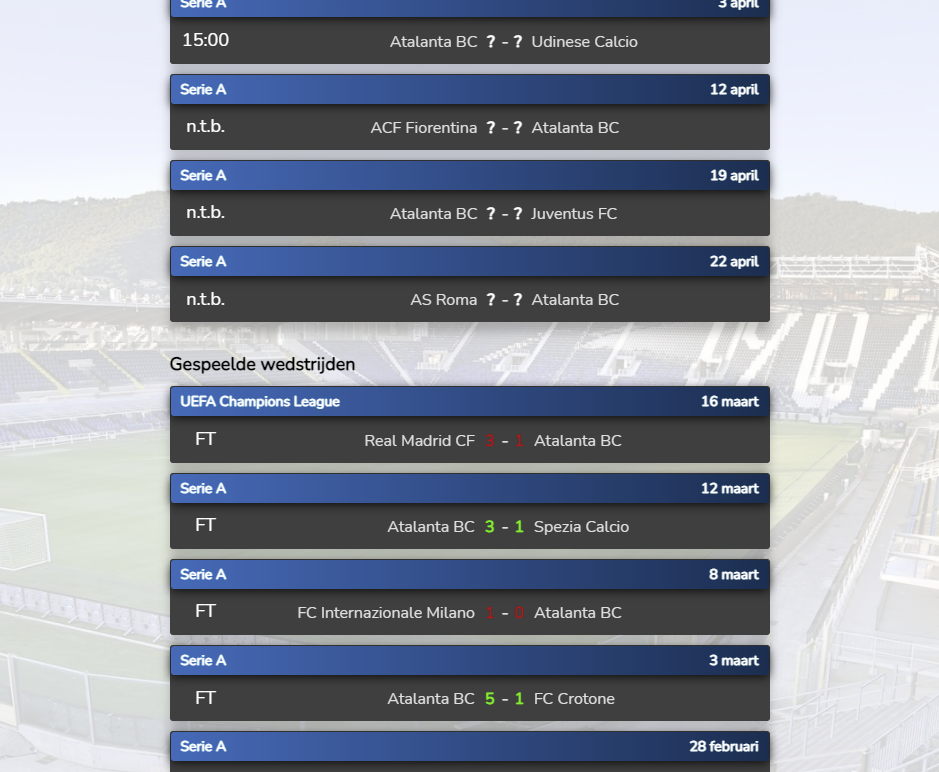 Serie A 3 april
15:00 Atalanta BC ? - ? Udinese Calcio
Serie A 12 april
n.t.b. ACF Fiorentina ? - ? Atalanta BC
Serie A 19 april
n.t.b. Atalanta BC ? - ? Juventus FC
Serie A 22 april
n.t.b. AS Roma ? - ? Atalanta BC
Gespeelde wedstrijden
UEFA Champions League 16 maart
FT Real Madrid CF 3 - 1 Atalanta BC
Serie A 12 maart
FT Atalanta BC 3 - 1 Spezia Calcio
Serie A 8 maart
FT FC Internazionale Milano 1 - 0 Atalanta BC
Serie A 3 maart
FT Atalanta BC 5 - 1 FC Crotone
Serie A 28 februari